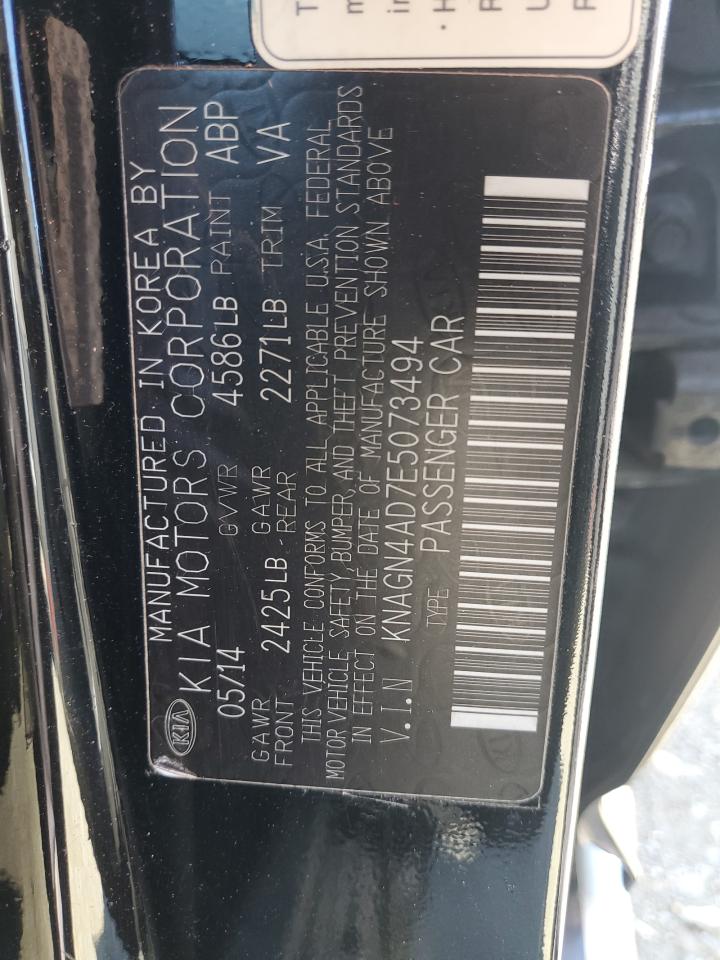 MANUFACTURED IN KOREA BY
KIA KIA MOTORS CORPORATION
05/14 GVWR 4586LB PAINT ABP
GAWR FRONT 2425LB GAWR -REAR 2271LB TRIM VA
THIS VEHICLE CONFORMS TO ALL APPLICABLE U.S.A. FEDERAL
MOTOR VEHICLE SAFETY, BUMPER, AND THEFT PREVENTION STANDARDS
IN EFFECT ON THE DATE OF MANUFACTURE SHOWN ABOVE
V.I.N KNAGN4AD7E5073494
TYPE PASSENGER CAR